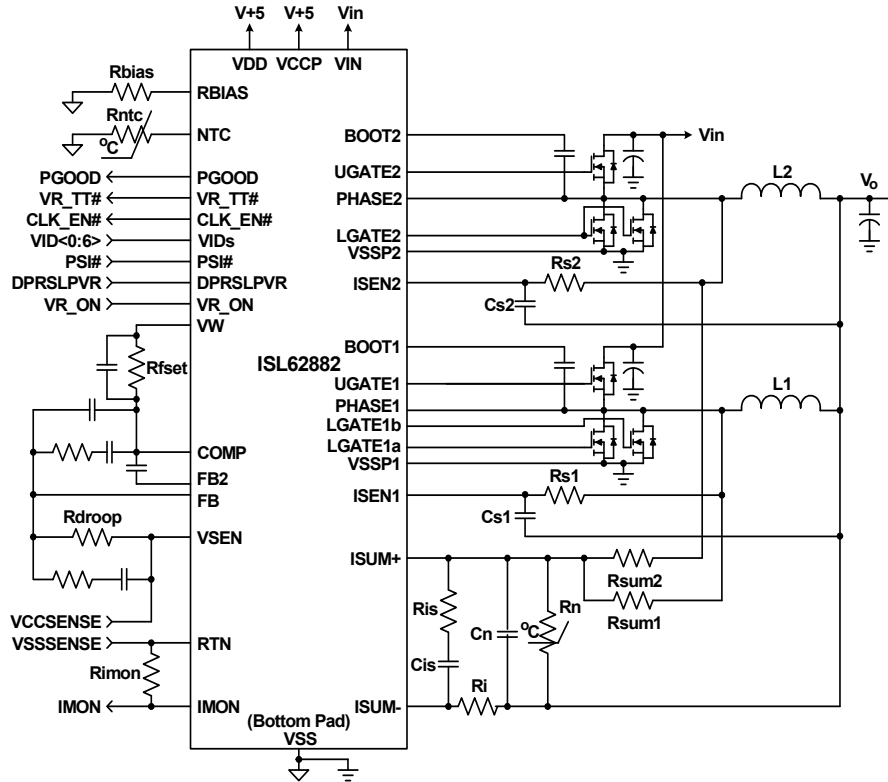 V+5 V+5 Vin
VDD VCCP VIN
Rbias
RBIAS
Rntc
°C
NTC
PGOOD PGOOD
VR_TT# VR_TT#
CLK_EN# CLK_EN#
VID<0:6> VIDs
PSI# PSI#
DPRSLPVR DPRSLPVR
VR_ON VR_ON
VW
Rfset
COMP
FB2
FB
Rdroop
VSEN
VCCSENSE
VSSSENSE RTN
Rimon
IMON IMON
ISL62882
(Bottom Pad)
VSS
BOOT2
Vin
UGATE2
PHASE2
L2
Vo
LGATE2
VSSP2
ISEN2
Rs2
Cs2
BOOT1
UGATE1
PHASE1
L1
LGATE1b
LGATE1a
VSSP1
ISEN1
Rs1
Cs1
ISUM+
Rsum2
Rsum1
Ris
Cn
°C
Rn
Cis
Ri
ISUM-